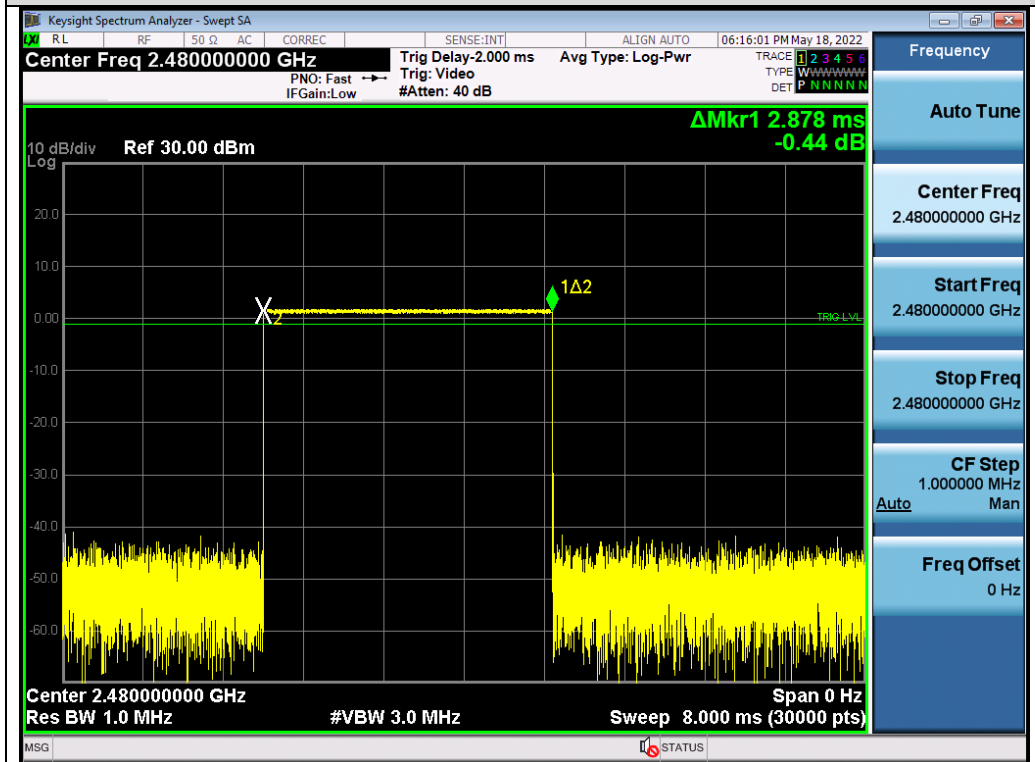 Keysight Spectrum Analyzer - Swept SA
LXI RL RF 50 Ω AC CORREC SENSE:INT ALIGN AUTO 06:16:01 PM May 18, 2022
Center Freq 2.480000000 GHz
PNO: Fast
IFGain:Low
Trig Delay-2.000 ms
Trig: Video
#Atten: 40 dB
Avg Type: Log-Pwr
TRACE 1 2 3 4 5 6
TYPE WWWWWW
DET P N N N N N
ΔMkr1 2.878 ms
-0.44 dB
10 dB/div Ref 30.00 dBm
Log
20.0
10.0
0.00
-10.0
-20.0
-30.0
-40.0
-50.0
-60.0
X2
1Δ2
TRIG LVL
Center 2.480000000 GHz Span 0 Hz
Res BW 1.0 MHz #VBW 3.0 MHz Sweep 8.000 ms (30000 pts)
MSG STATUS
Frequency
Auto Tune
Center Freq
2.480000000 GHz
Start Freq
2.480000000 GHz
Stop Freq
2.480000000 GHz
CF Step
1.000000 MHz
Auto Man
Freq Offset
0 Hz